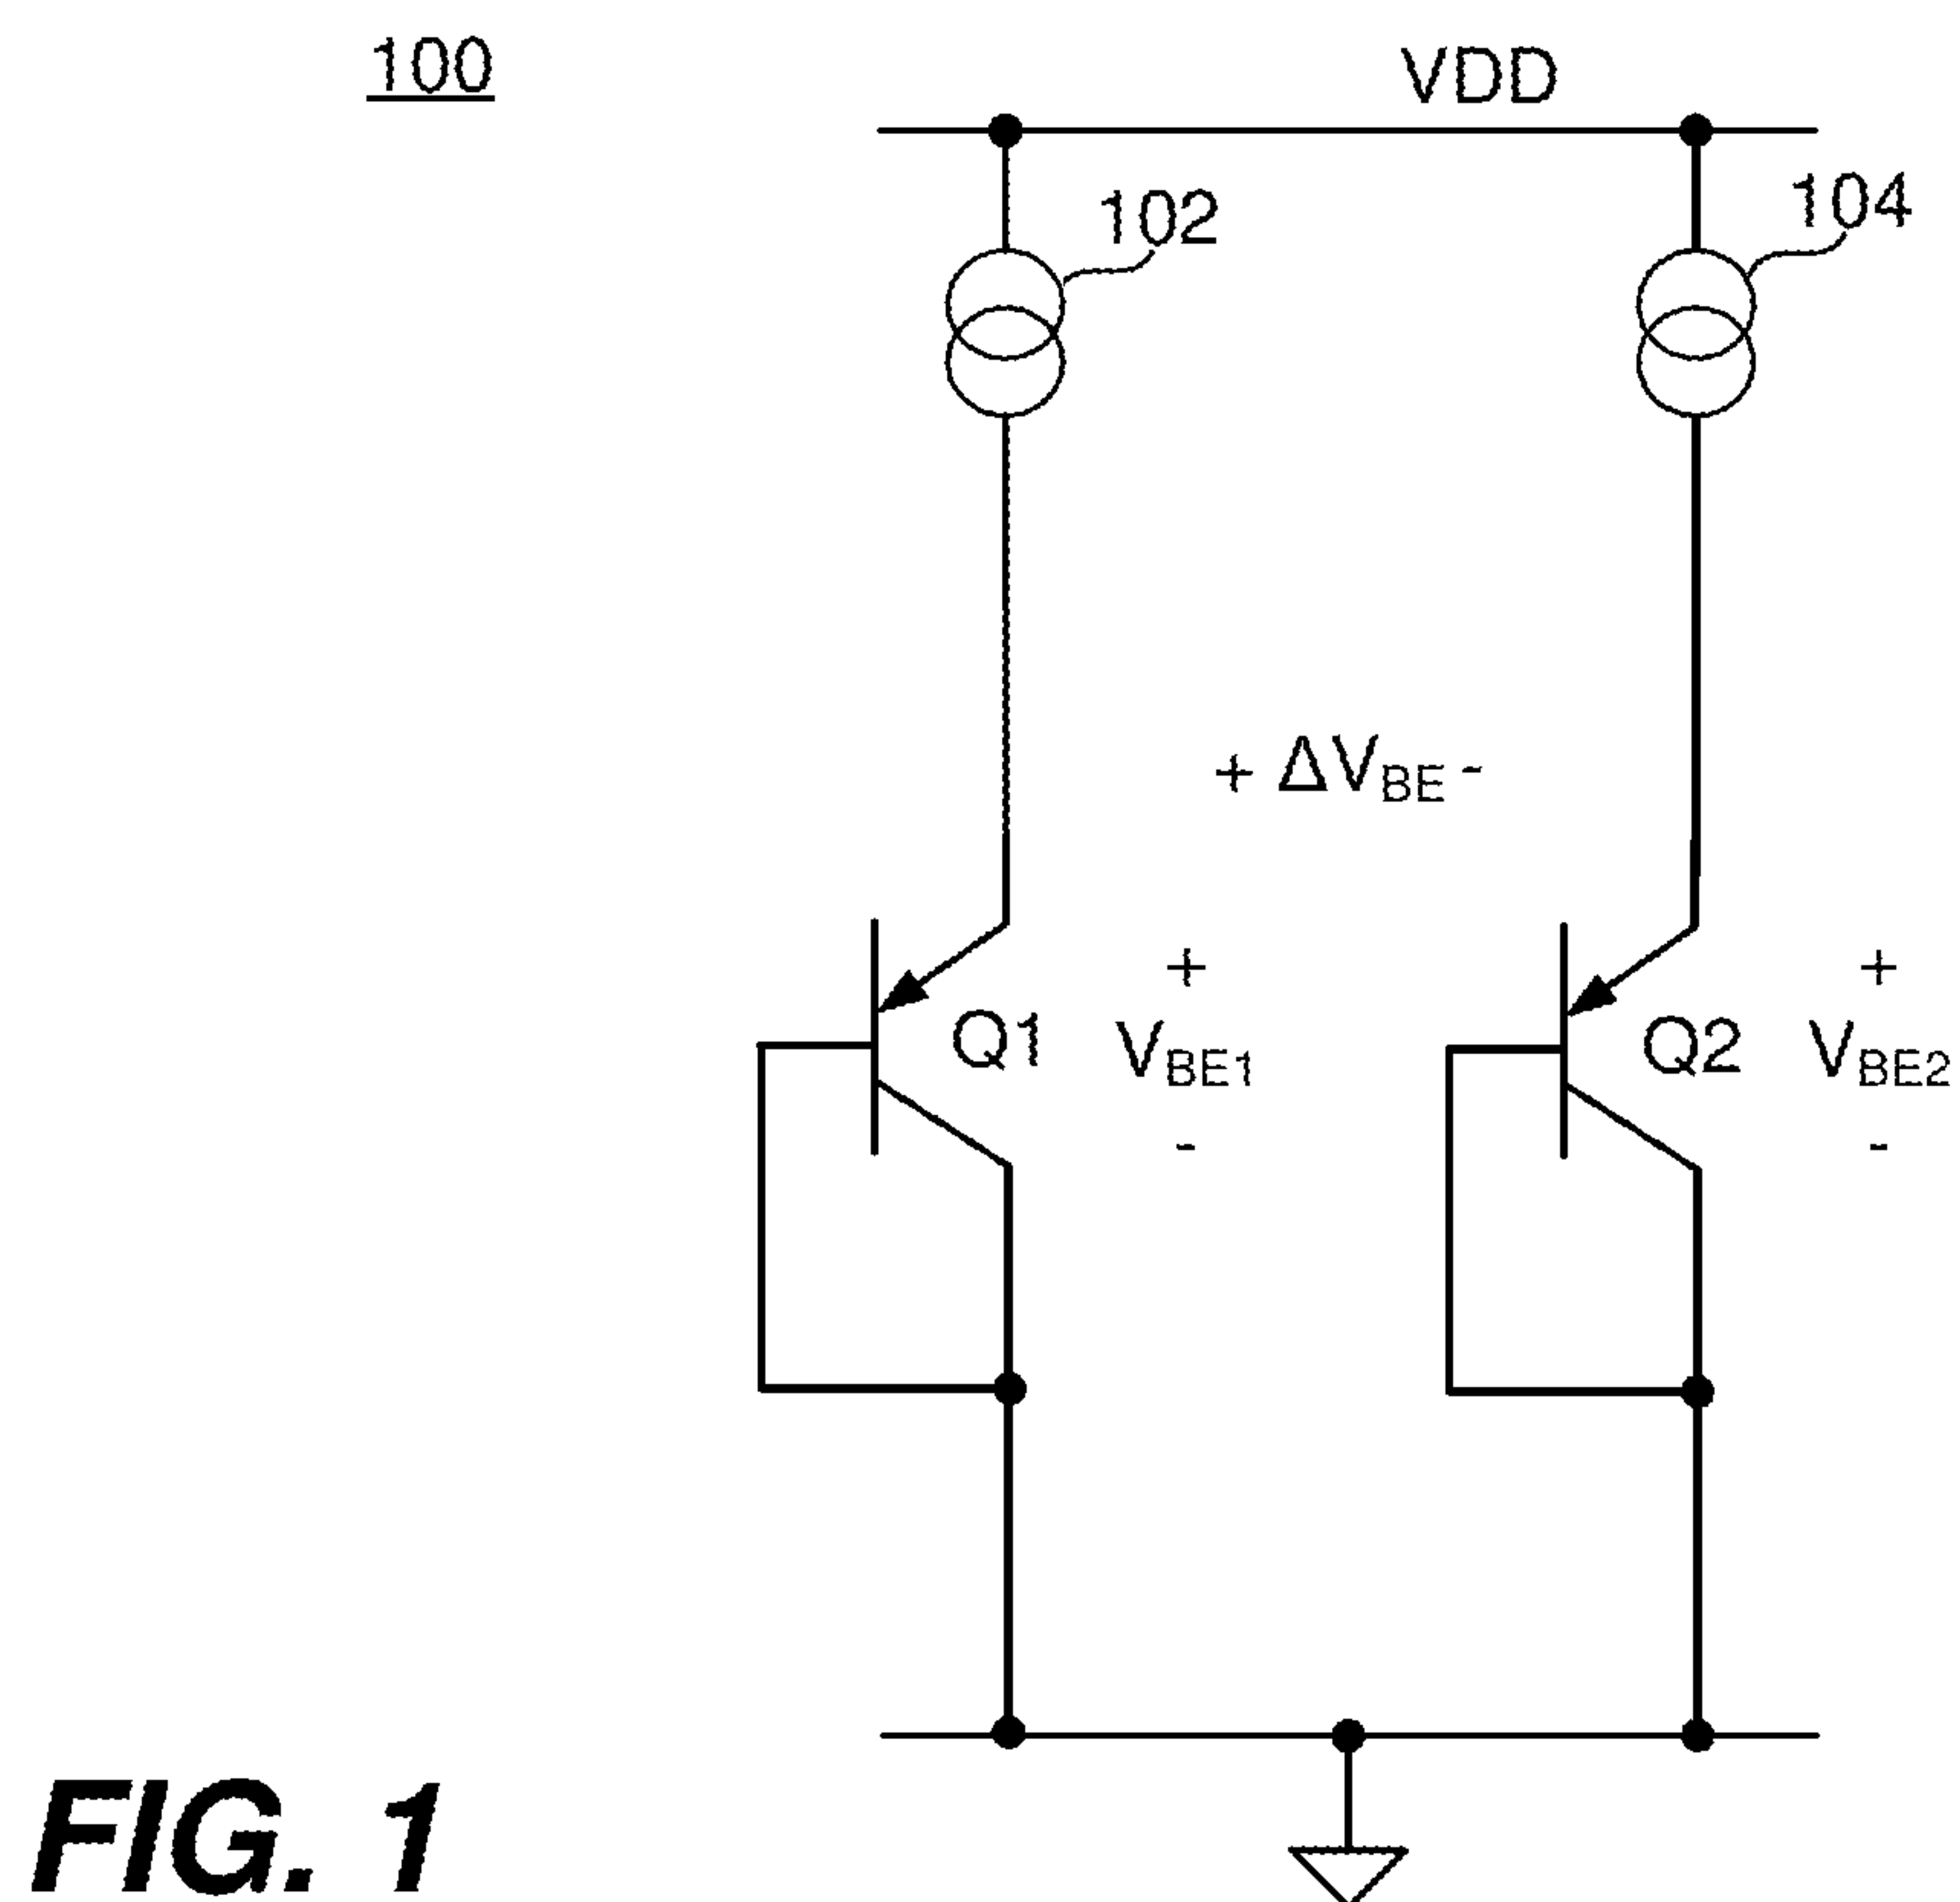 100
VDD
102
104
+ ΔVBE -
+
+
Q1
VBE1
Q2
VBE2
-
-
FIG. 1